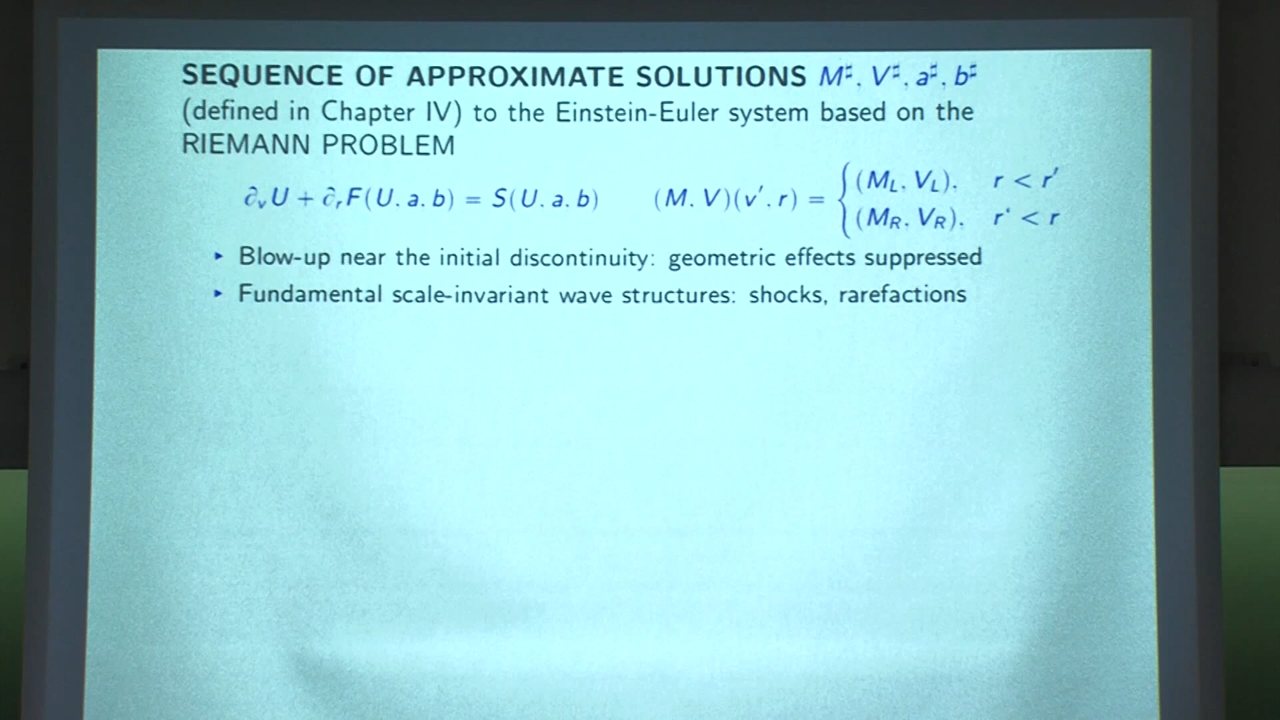 SEQUENCE OF APPROXIMATE SOLUTIONS M♯, V♯, a♯, b♯
(defined in Chapter IV) to the Einstein-Euler system based on the
RIEMANN PROBLEM
∂ᵥU + ∂ᵣF(U, a, b) = S(U, a, b) (M, V)(v′, r) = { (M_L, V_L), r < r′
(M_R, V_R), r′ < r
▸ Blow-up near the initial discontinuity: geometric effects suppressed
▸ Fundamental scale-invariant wave structures: shocks, rarefactions